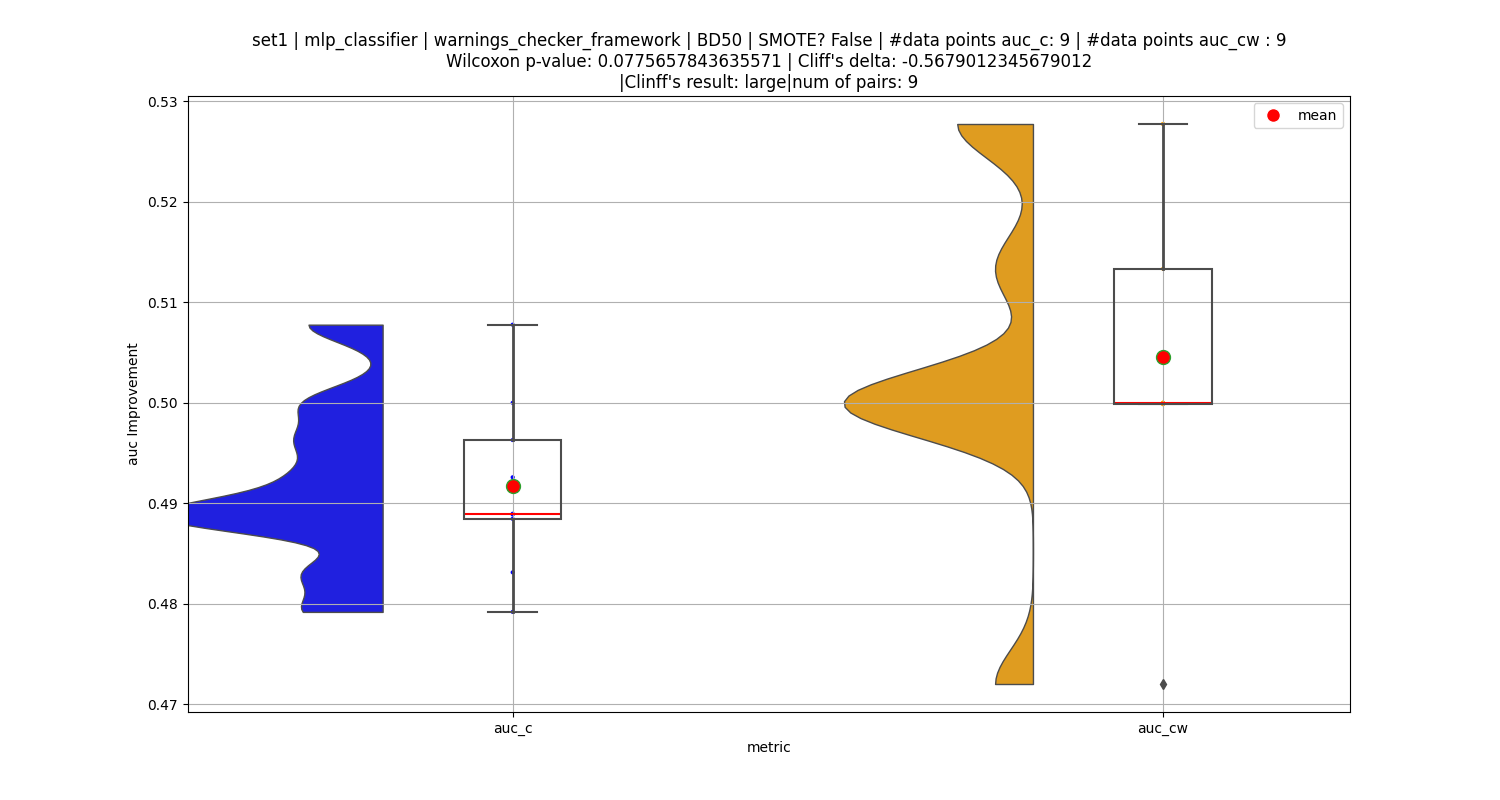 set1 | mlp_classifier | warnings_checker_framework | BD50 | SMOTE? False | #data points auc_c: 9 | #data points auc_cw : 9
Wilcoxon p-value: 0.0775657843635571 | Cliff's delta: -0.5679012345679012
|Clinff's result: large|num of pairs: 9
mean
0.53
0.52
0.51
0.50
0.49
0.48
0.47
auc Improvement
auc_c
auc_cw
metric